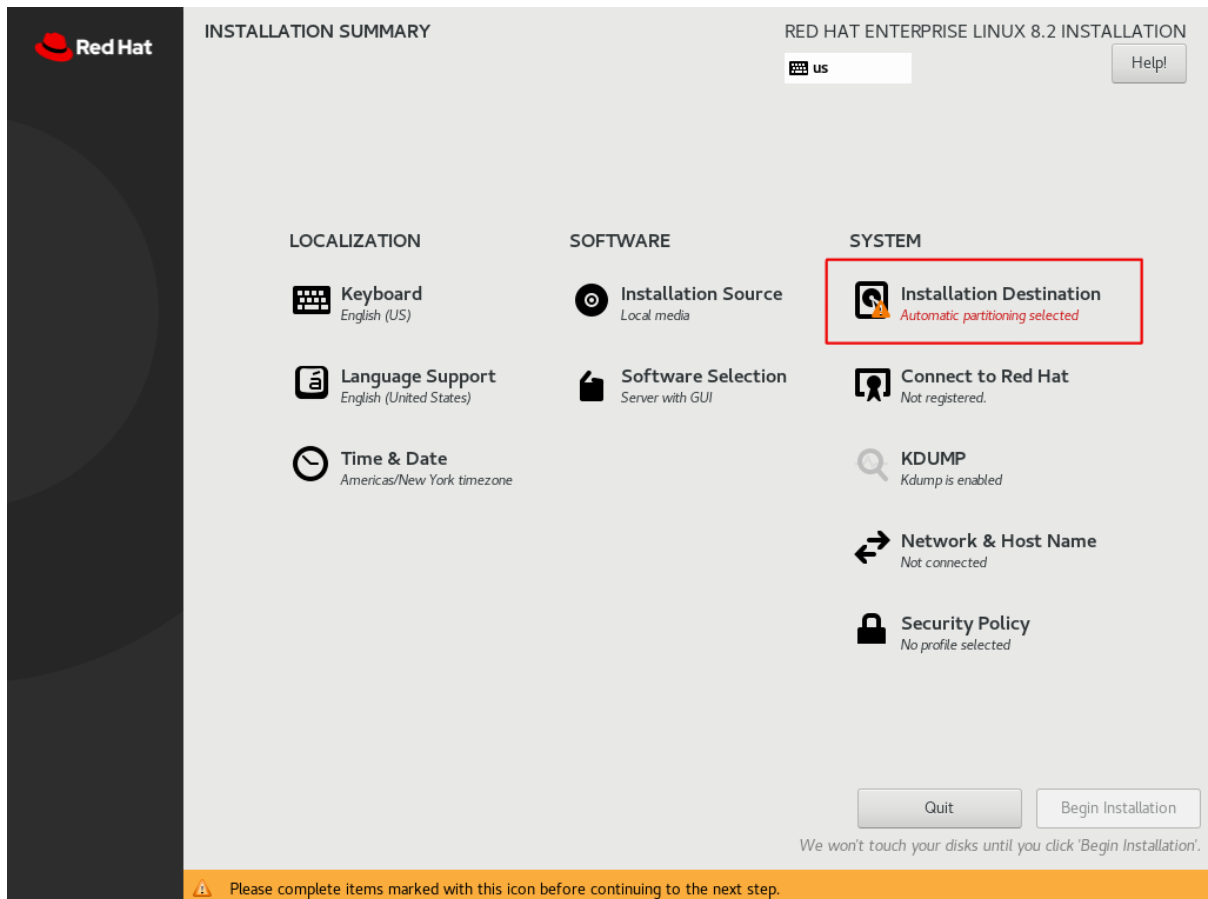 Red Hat
INSTALLATION SUMMARY
RED HAT ENTERPRISE LINUX 8.2 INSTALLATION
us
Help!
LOCALIZATION
Keyboard
English (US)
Language Support
English (United States)
Time & Date
Americas/New York timezone
SOFTWARE
Installation Source
Local media
Software Selection
Server with GUI
SYSTEM
Installation Destination
Automatic partitioning selected
Connect to Red Hat
Not registered.
KDUMP
Kdump is enabled
Network & Host Name
Not connected
Security Policy
No profile selected
Quit
Begin Installation
We won't touch your disks until you click 'Begin Installation'.
Please complete items marked with this icon before continuing to the next step.